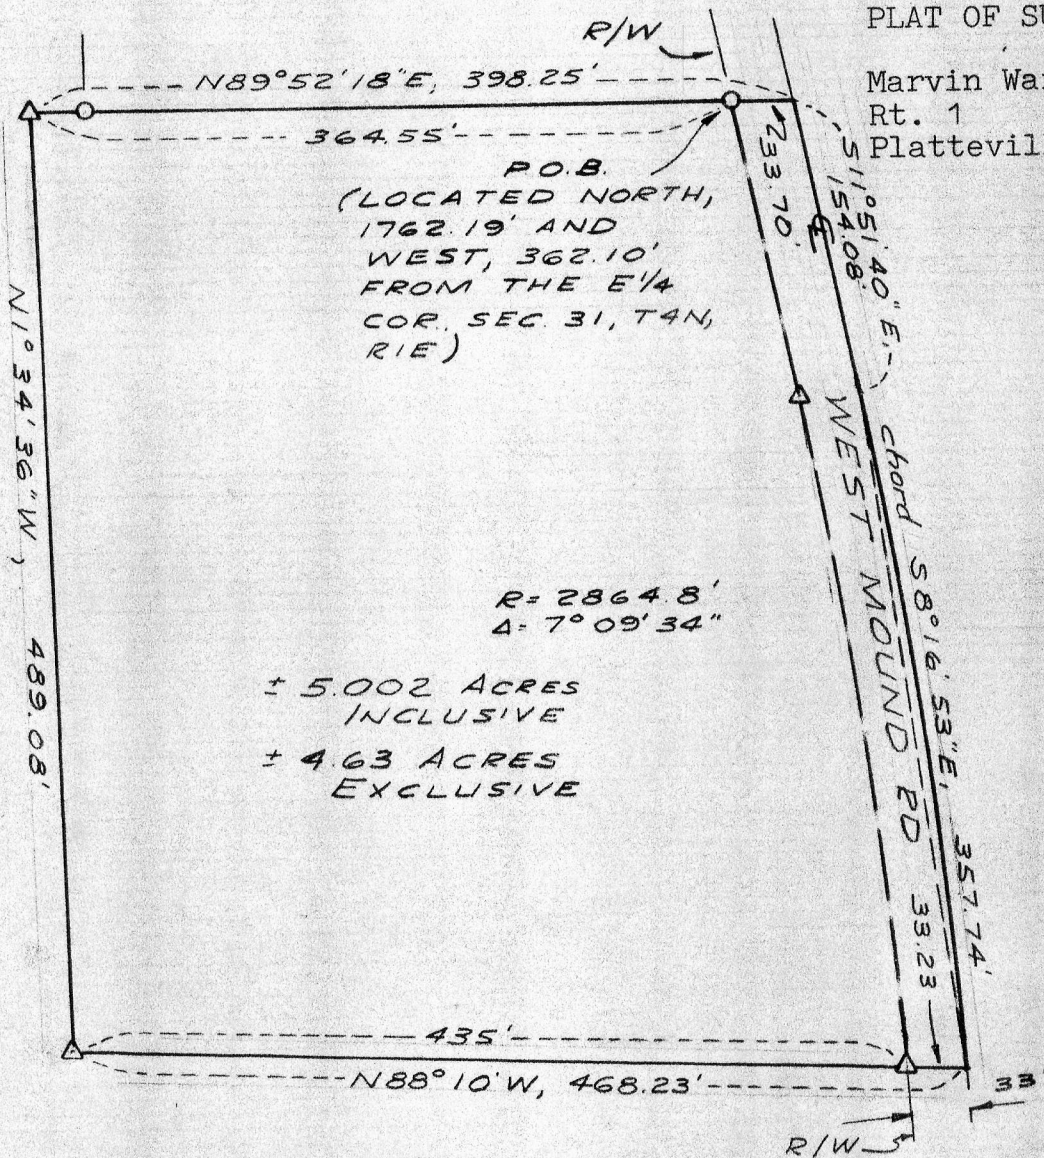 PLAT OF SU
Marvin Wa
Rt. 1
Plattevil
R/W
N89°52'18"E, 398.25'
364.55'
P.O.B.
(LOCATED NORTH,
1762.19' AND
WEST, 362.10'
FROM THE E 1/4
COR., SEC. 31, T4N,
R1E)
33.70'
S11°51'40"E,
154.08'
℄
N1°34'36"W, 489.08'
chord S8°16'53"E, 357.74'
WEST MOUND RD
R= 2864.8'
Δ= 7°09'34"
± 5.002 ACRES
INCLUSIVE
± 4.63 ACRES
EXCLUSIVE
33.23
435'
N88°10'W, 468.23'
33
R/W